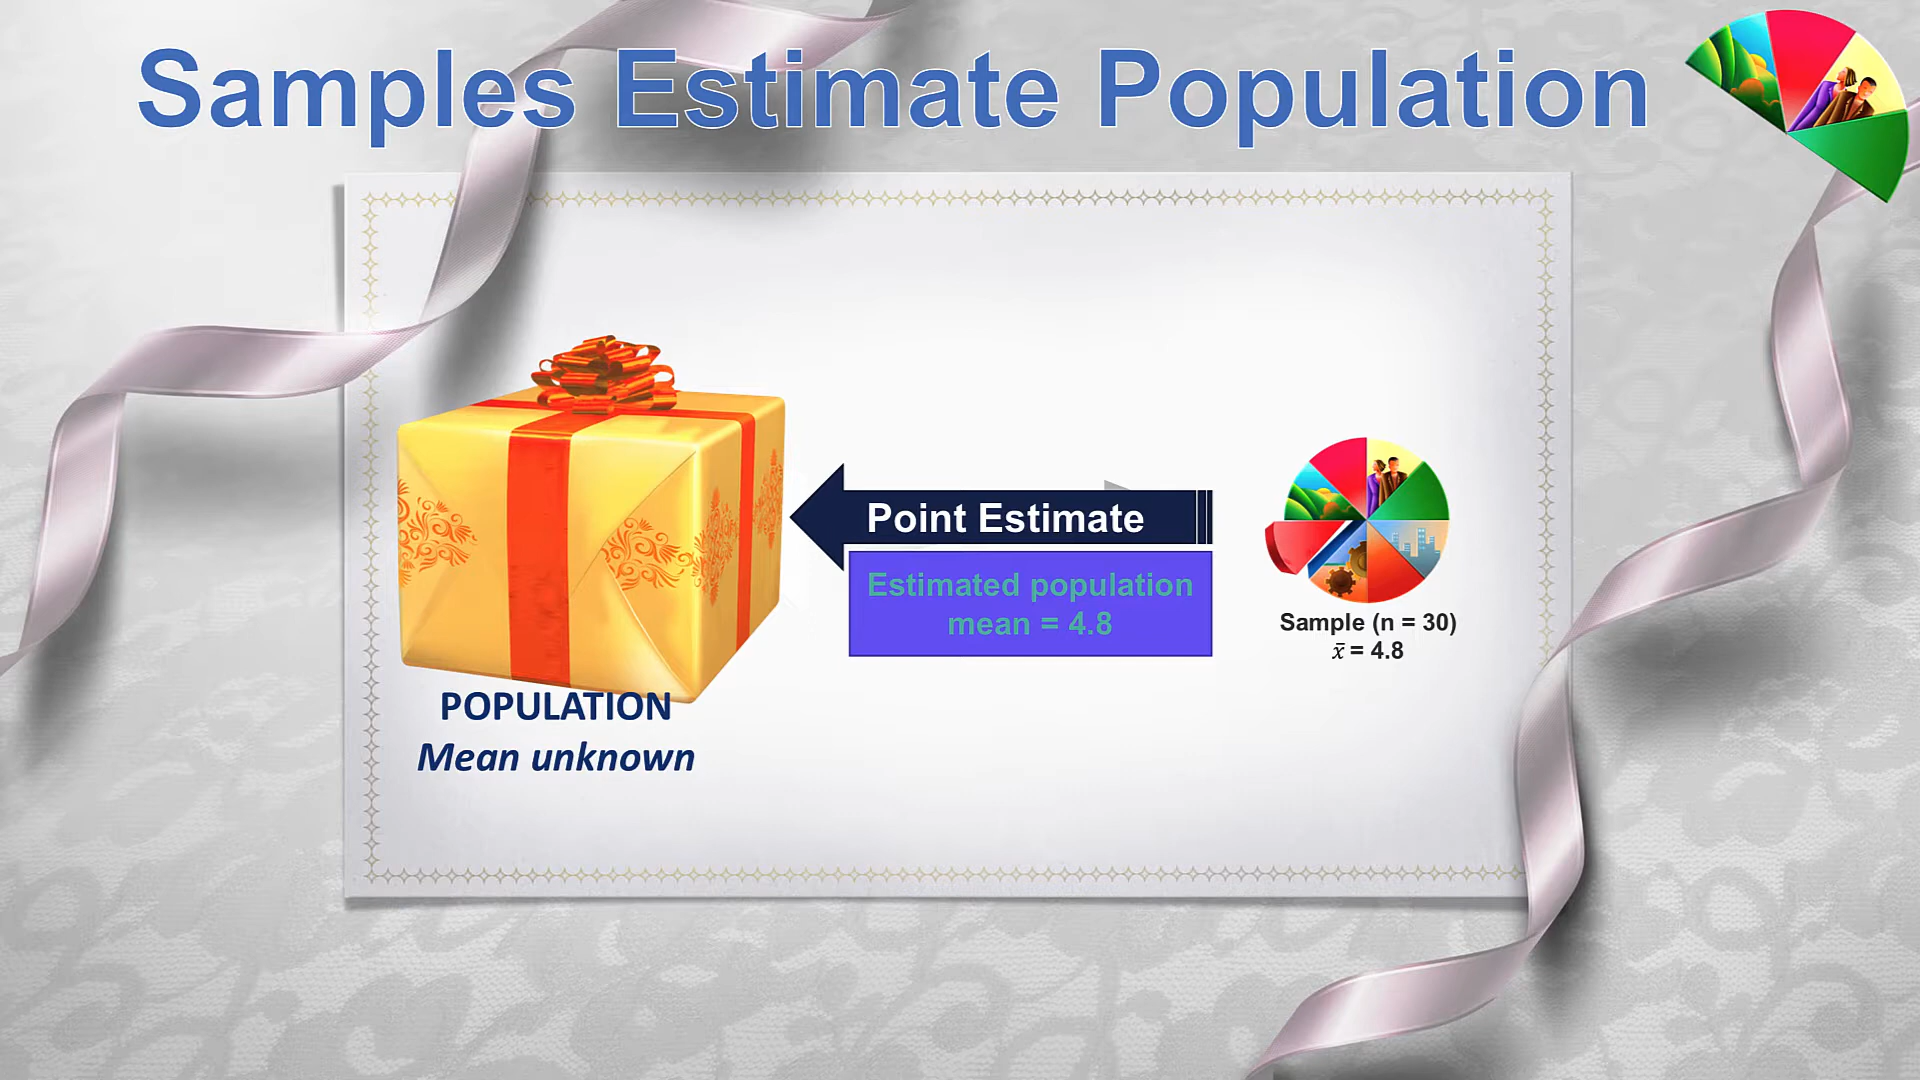 Samples Estimate Population
Point Estimate
Estimated population
mean = 4.8
Sample (n = 30)
x̄ = 4.8
POPULATION
Mean unknown